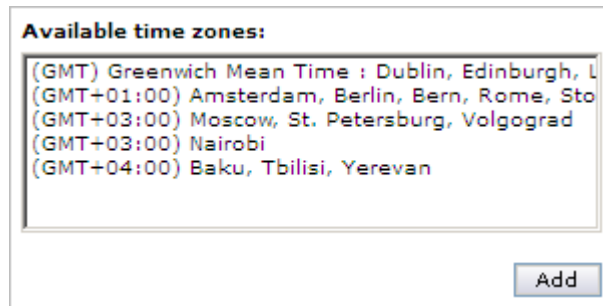 Available time zones:
(GMT) Greenwich Mean Time : Dublin, Edinburgh, L
(GMT+01:00) Amsterdam, Berlin, Bern, Rome, Sto
(GMT+03:00) Moscow, St. Petersburg, Volgograd
(GMT+03:00) Nairobi
(GMT+04:00) Baku, Tbilisi, Yerevan
Add